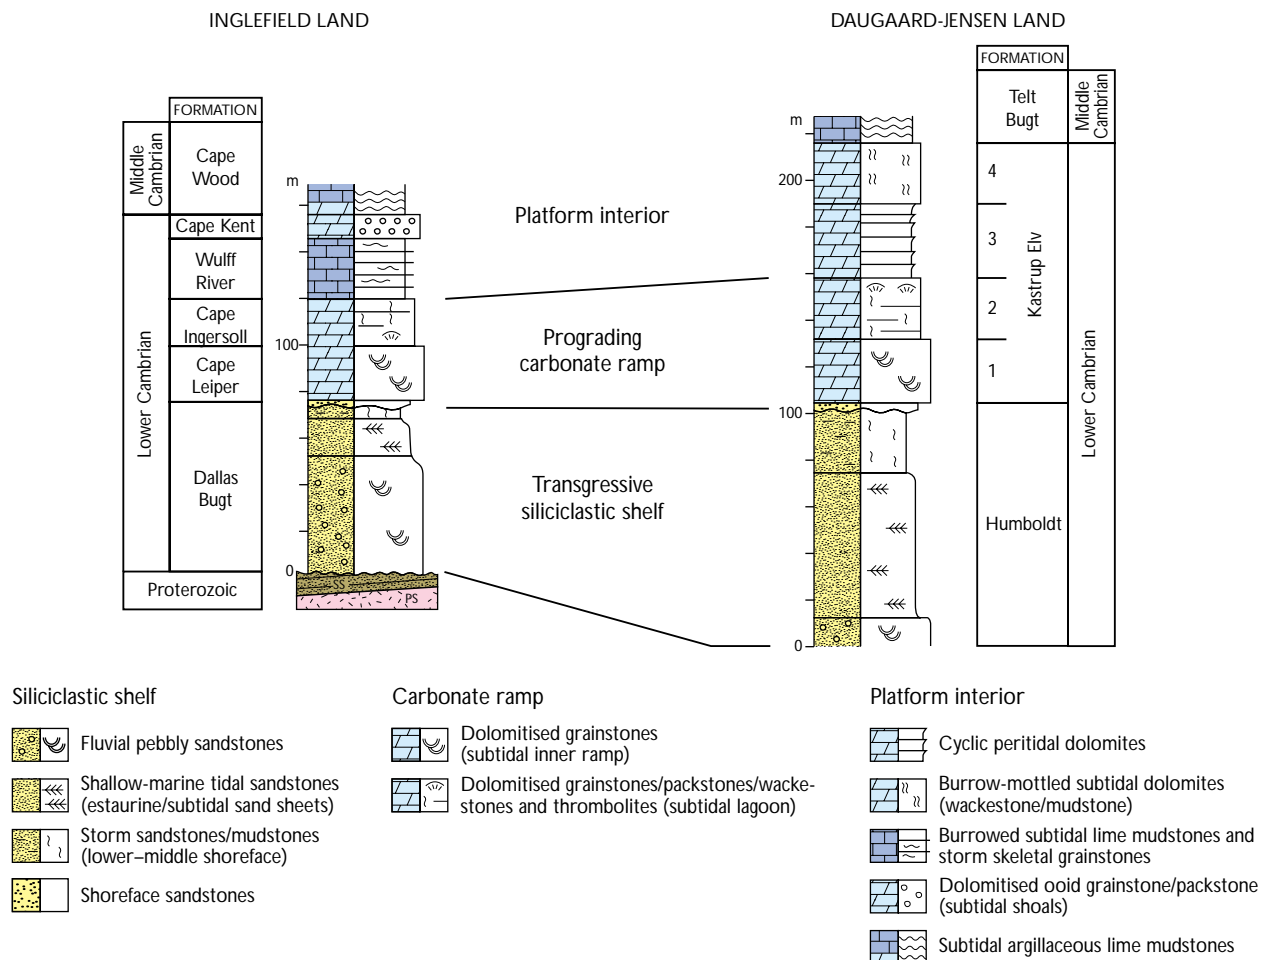 INGLEFIELD LAND
DAUGAARD-JENSEN LAND
FORMATION
Middle
Cambrian
Cape
Wood
Cape Kent
Wulff
River
Cape
Ingersoll
Cape
Leiper
Lower Cambrian
Dallas
Bugt
Proterozoic
m
100
0
SS
PS
Platform interior
Prograding
carbonate ramp
Transgressive
siliciclastic shelf
m
200
100
0
FORMATION
Telt
Bugt
Middle
Cambrian
4
3
2
1
Kastrup Elv
Lower Cambrian
Humboldt
Siliciclastic shelf
Fluvial pebbly sandstones
Shallow-marine tidal sandstones
(estaurine/subtidal sand sheets)
Storm sandstones/mudstones
(lower–middle shoreface)
Shoreface sandstones
Carbonate ramp
Dolomitised grainstones
(subtidal inner ramp)
Dolomitised grainstones/packstones/wacke-
stones and thrombolites (subtidal lagoon)
Platform interior
Cyclic peritidal dolomites
Burrow-mottled subtidal dolomites
(wackestone/mudstone)
Burrowed subtidal lime mudstones and
storm skeletal grainstones
Dolomitised ooid grainstone/packstone
(subtidal shoals)
Subtidal argillaceous lime mudstones